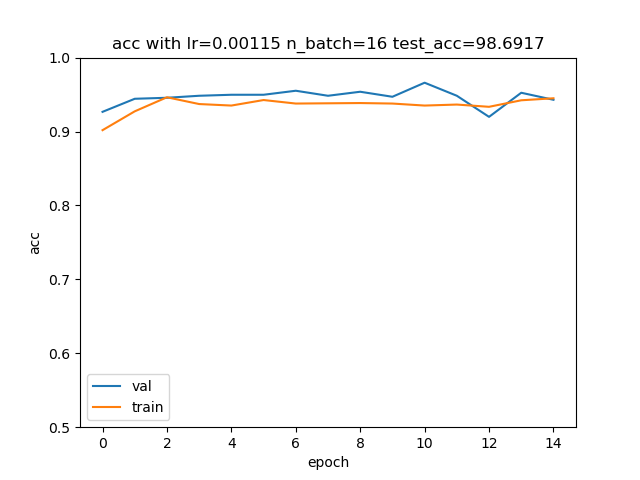 acc with lr=0.00115 n_batch=16 test_acc=98.6917
1.0
0.9
0.8
0.7
0.6
0.5
acc
val
train
0 2 4 6 8 10 12 14
epoch